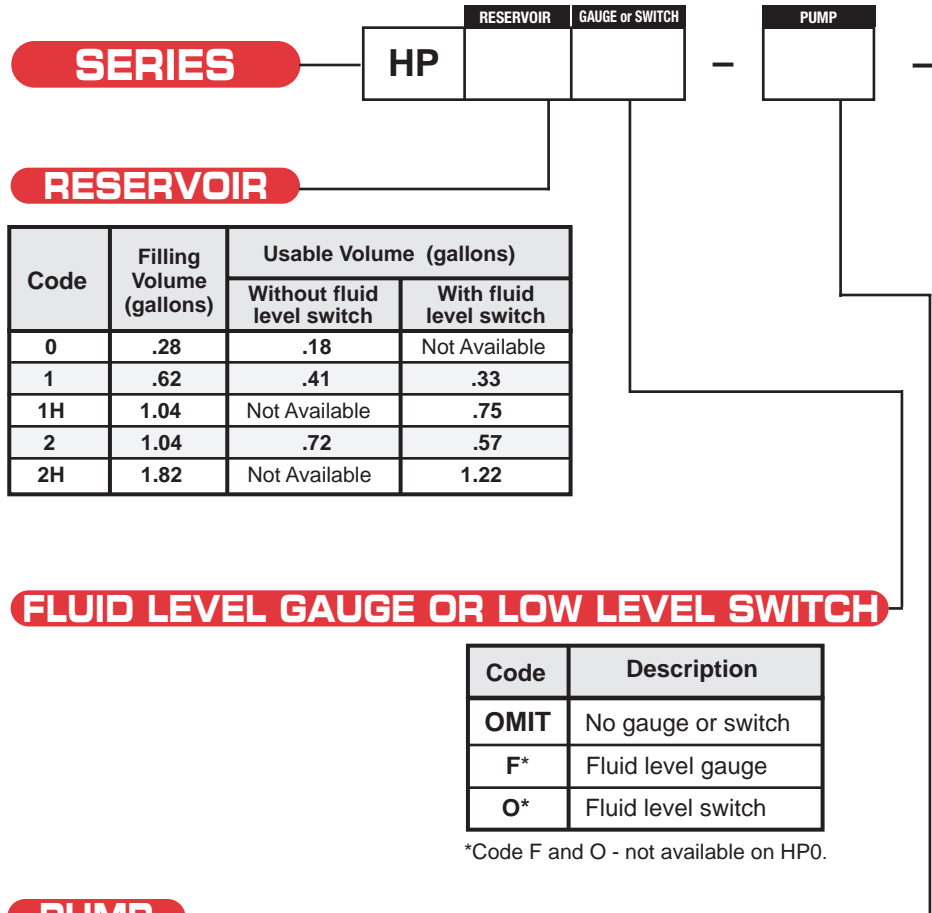 RESERVOIR GAUGE or SWITCH PUMP
SERIES HP – –
RESERVOIR
Code Filling Volume (gallons) Usable Volume (gallons)
Without fluid level switch With fluid level switch
0 .28 .18 Not Available
1 .62 .41 .33
1H 1.04 Not Available .75
2 1.04 .72 .57
2H 1.82 Not Available 1.22
FLUID LEVEL GAUGE OR LOW LEVEL SWITCH
Code Description
OMIT No gauge or switch
F* Fluid level gauge
O* Fluid level switch
*Code F and O - not available on HP0.
PUMP